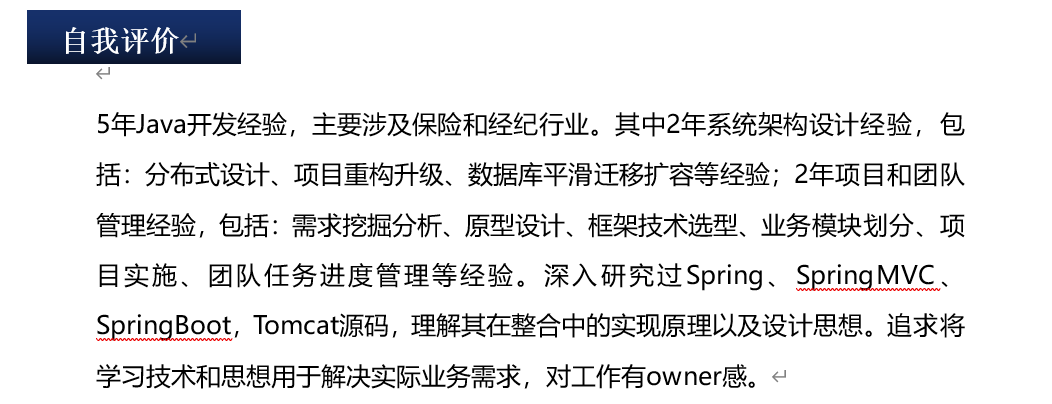 自我评价
5年Java开发经验，主要涉及保险和经纪行业。其中2年系统架构设计经验，包
括：分布式设计、项目重构升级、数据库平滑迁移扩容等经验；2年项目和团队
管理经验，包括：需求挖掘分析、原型设计、框架技术选型、业务模块划分、项
目实施、团队任务进度管理等经验。深入研究过Spring、SpringMVC、
SpringBoot，Tomcat源码，理解其在整合中的实现原理以及设计思想。追求将
学习技术和思想用于解决实际业务需求，对工作有owner感。